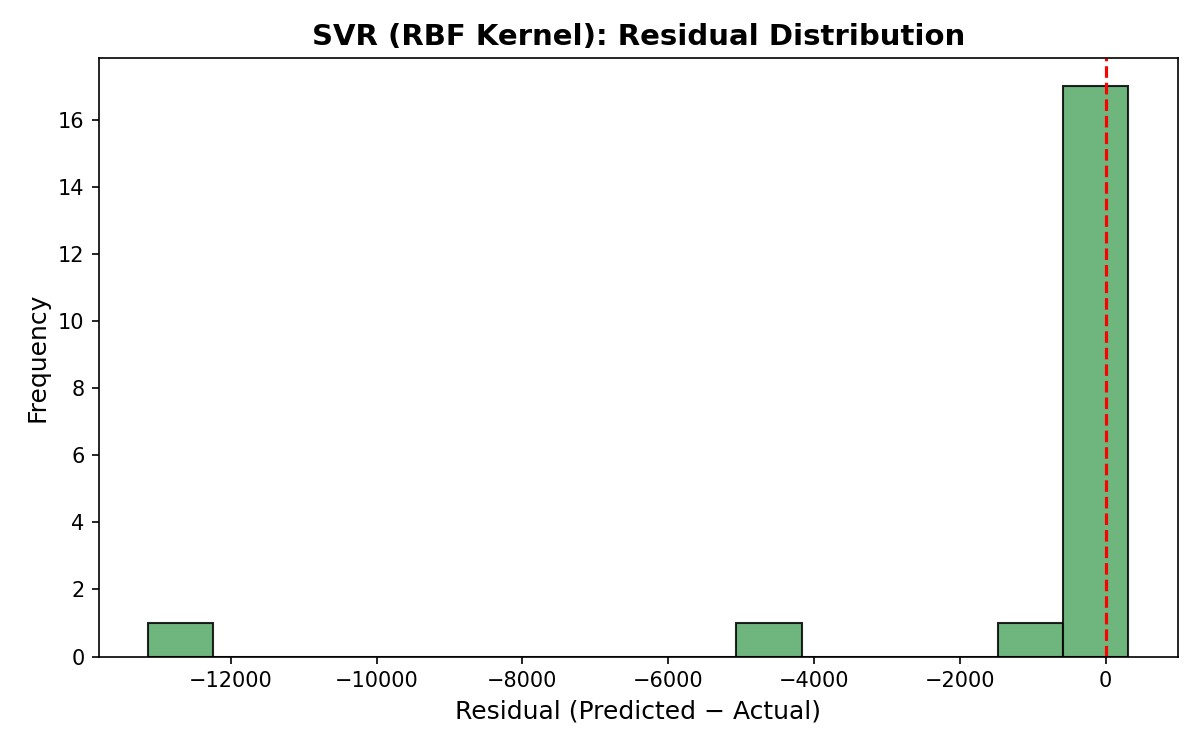 SVR (RBF Kernel): Residual Distribution
Frequency
16
14
12
10
8
6
4
2
0
−12000 −10000 −8000 −6000 −4000 −2000 0
Residual (Predicted − Actual)